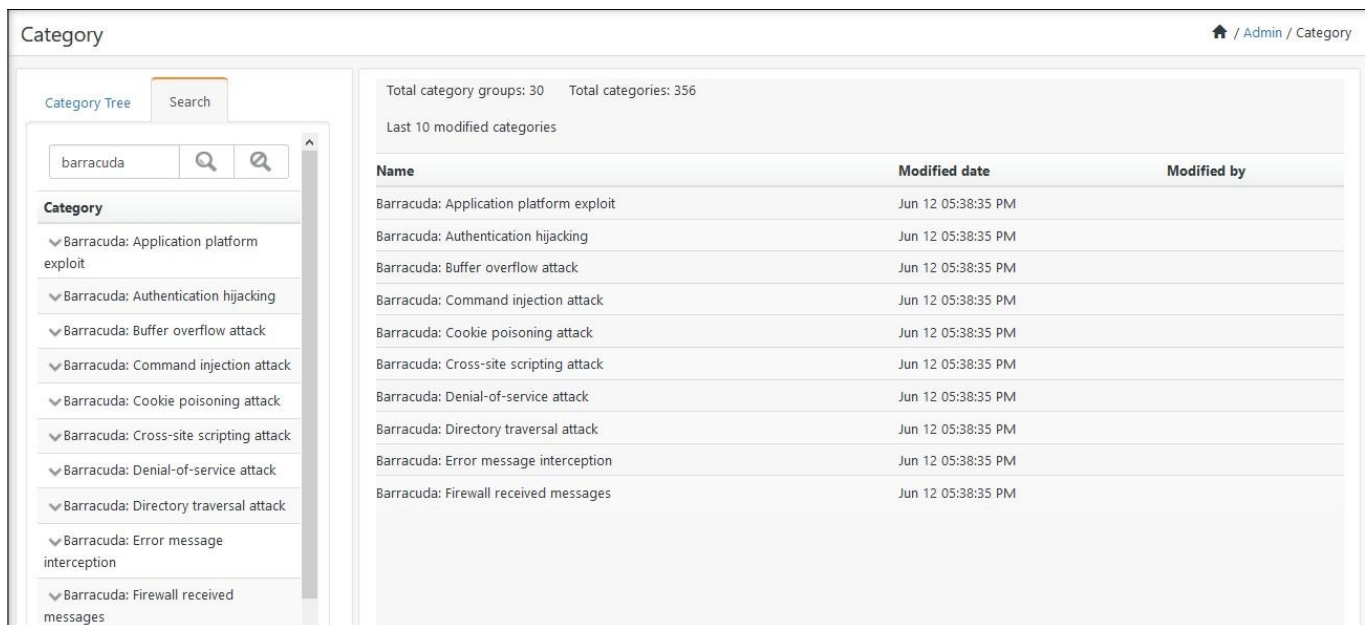 Category
/ Admin / Category
Category Tree
Search
barracuda
Category
Barracuda: Application platform
exploit
Barracuda: Authentication hijacking
Barracuda: Buffer overflow attack
Barracuda: Command injection attack
Barracuda: Cookie poisoning attack
Barracuda: Cross-site scripting attack
Barracuda: Denial-of-service attack
Barracuda: Directory traversal attack
Barracuda: Error message
interception
Barracuda: Firewall received
messages
Total category groups: 30 Total categories: 356
Last 10 modified categories
Name Modified date Modified by
Barracuda: Application platform exploit Jun 12 05:38:35 PM
Barracuda: Authentication hijacking Jun 12 05:38:35 PM
Barracuda: Buffer overflow attack Jun 12 05:38:35 PM
Barracuda: Command injection attack Jun 12 05:38:35 PM
Barracuda: Cookie poisoning attack Jun 12 05:38:35 PM
Barracuda: Cross-site scripting attack Jun 12 05:38:35 PM
Barracuda: Denial-of-service attack Jun 12 05:38:35 PM
Barracuda: Directory traversal attack Jun 12 05:38:35 PM
Barracuda: Error message interception Jun 12 05:38:35 PM
Barracuda: Firewall received messages Jun 12 05:38:35 PM